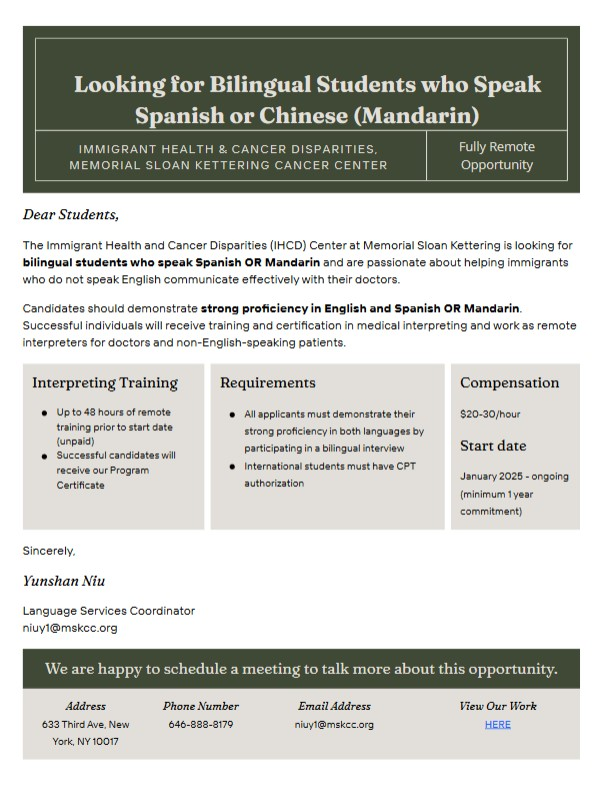 Looking for Bilingual Students who Speak
Spanish or Chinese (Mandarin)
IMMIGRANT HEALTH & CANCER DISPARITIES,
MEMORIAL SLOAN KETTERING CANCER CENTER
Fully Remote
Opportunity
Dear Students,
The Immigrant Health and Cancer Disparities (IHCD) Center at Memorial Sloan Kettering is looking for
bilingual students who speak Spanish OR Mandarin and are passionate about helping immigrants
who do not speak English communicate effectively with their doctors.
Candidates should demonstrate strong proficiency in English and Spanish OR Mandarin.
Successful individuals will receive training and certification in medical interpreting and work as remote
interpreters for doctors and non-English-speaking patients.
Interpreting Training
● Up to 48 hours of remote
training prior to start date
(unpaid)
● Successful candidates will
receive our Program
Certificate
Requirements
● All applicants must demonstrate their
strong proficiency in both languages by
participating in a bilingual interview
● International students must have CPT
authorization
Compensation
$20-30/hour
Start date
January 2025 - ongoing
(minimum 1 year
commitment)
Sincerely,
Yunshan Niu
Language Services Coordinator
niuy1@mskcc.org
We are happy to schedule a meeting to talk more about this opportunity.
Address
633 Third Ave, New
York, NY 10017
Phone Number
646-888-8179
Email Address
niuy1@mskcc.org
View Our Work
HERE